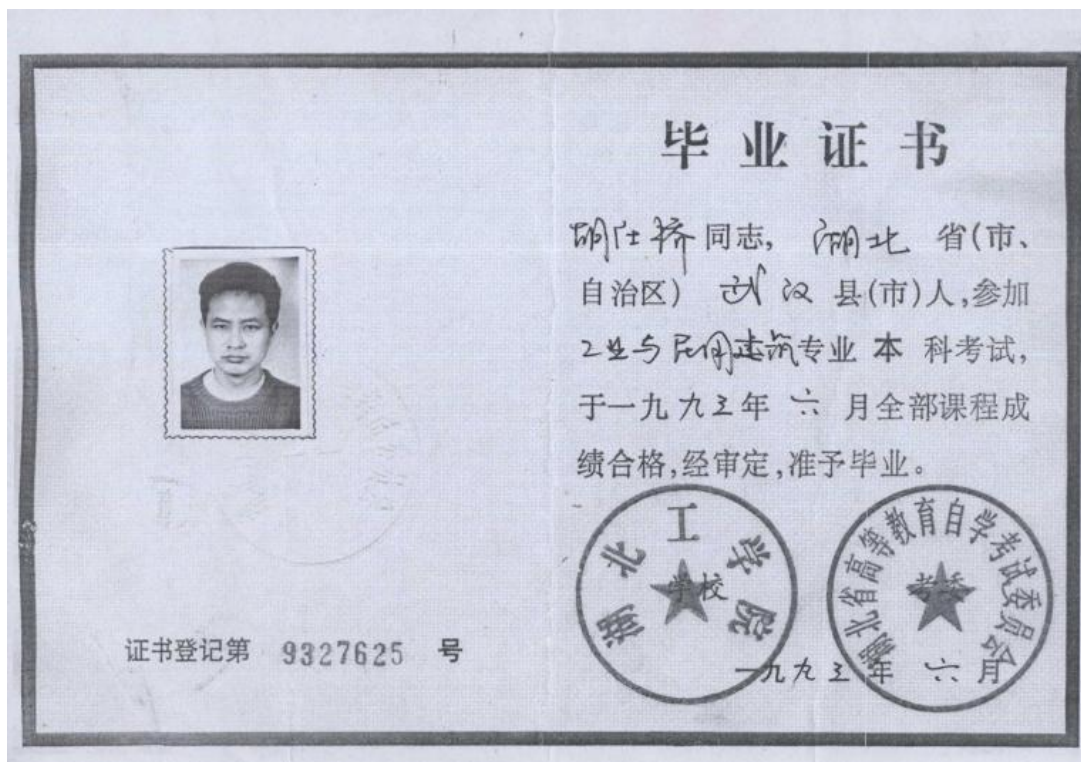 毕业证书
胡仕桥同志，湖北省(市、
自治区) 武汉县(市)人,参加
工业与民用建筑专业本科考试,
于一九九三年六月全部课程成
绩合格,经审定,准予毕业。
湖北工学院
学校
湖北省高等教育自学考试委员会
考委
一九九三年六月
证书登记第 9327625 号